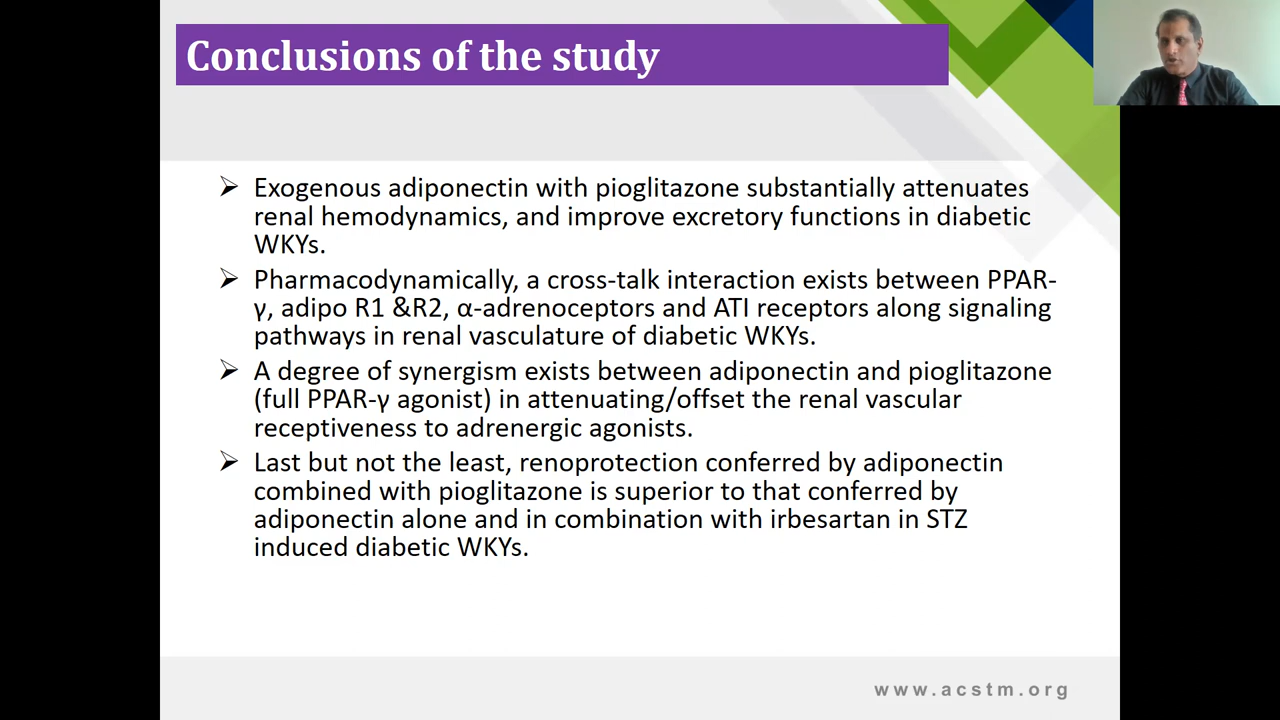 Conclusions of the study
➢ Exogenous adiponectin with pioglitazone substantially attenuates
renal hemodynamics, and improve excretory functions in diabetic
WKYs.
➢ Pharmacodynamically, a cross-talk interaction exists between PPAR-
γ, adipo R1 &R2, α-adrenoceptors and ATI receptors along signaling
pathways in renal vasculature of diabetic WKYs.
➢ A degree of synergism exists between adiponectin and pioglitazone
(full PPAR-γ agonist) in attenuating/offset the renal vascular
receptiveness to adrenergic agonists.
➢ Last but not the least, renoprotection conferred by adiponectin
combined with pioglitazone is superior to that conferred by
adiponectin alone and in combination with irbesartan in STZ
induced diabetic WKYs.
www.acstm.org